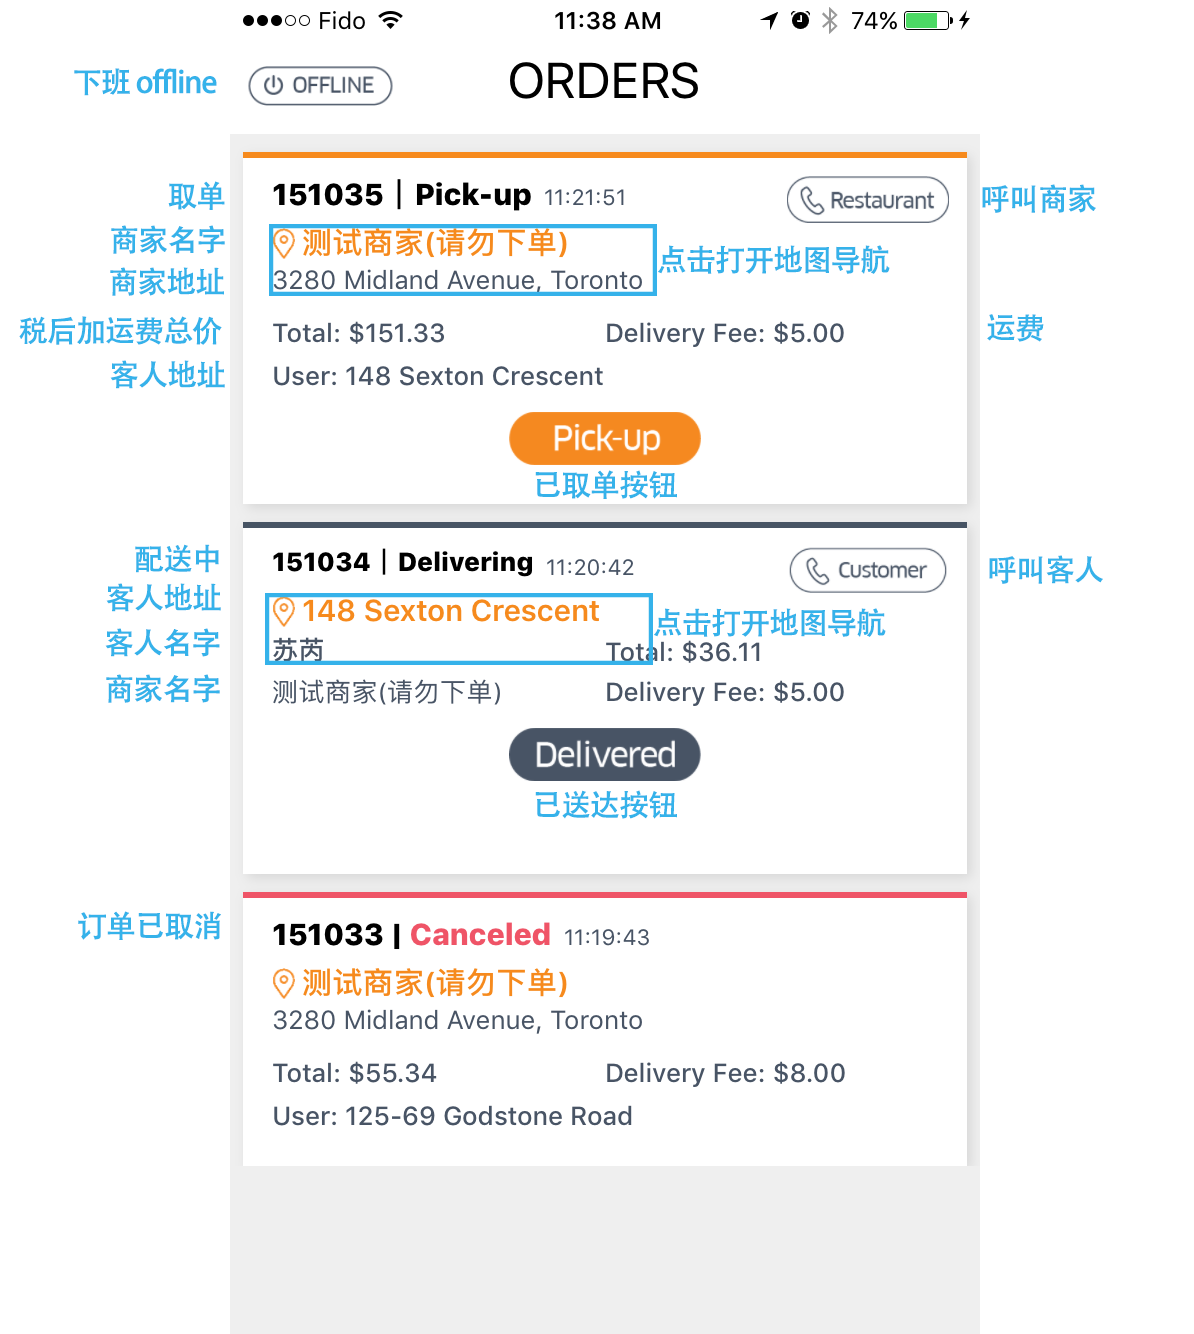 Fido 11:38 AM 74%
下班 offline OFFLINE ORDERS
取单 151035 | Pick-up 11:21:51 Restaurant 呼叫商家
商家名字 测试商家(请勿下单) 点击打开地图导航
商家地址 3280 Midland Avenue, Toronto
税后加运费总价 Total: $151.33 Delivery Fee: $5.00 运费
客人地址 User: 148 Sexton Crescent
Pick-up
已取单按钮
配送中 151034 | Delivering 11:20:42 Customer 呼叫客人
客人地址 148 Sexton Crescent 点击打开地图导航
客人名字 苏芮 Total: $36.11
商家名字 测试商家(请勿下单) Delivery Fee: $5.00
Delivered
已送达按钮
订单已取消 151033 | Canceled 11:19:43
测试商家(请勿下单)
3280 Midland Avenue, Toronto
Total: $55.34 Delivery Fee: $8.00
User: 125-69 Godstone Road